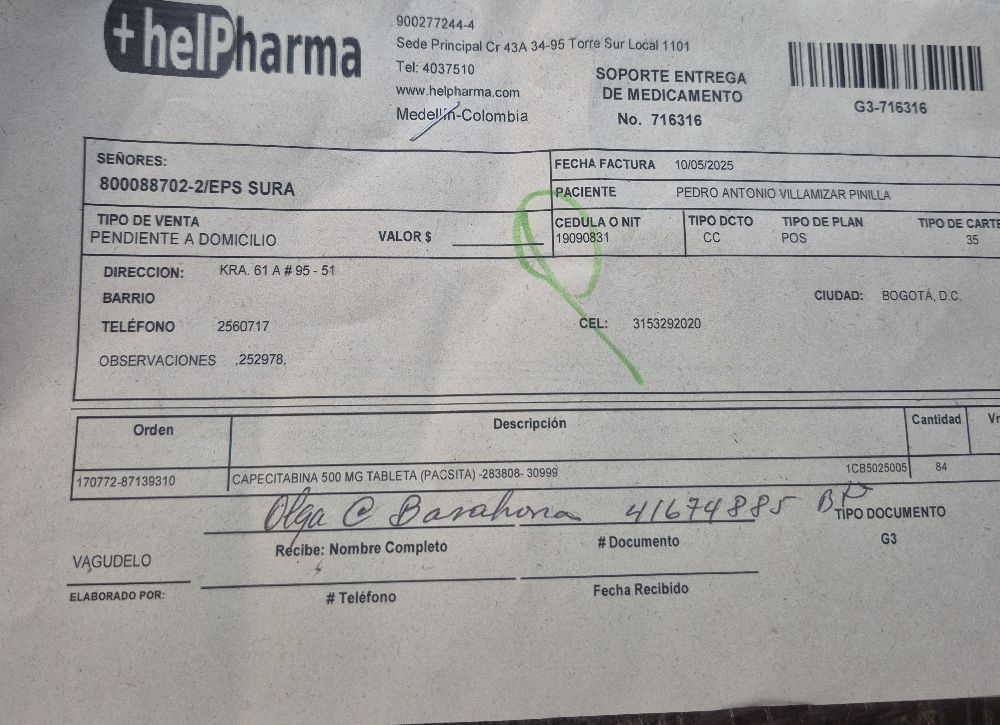 +helPharma
900277244-4
Sede Principal Cr 43A 34-95 Torre Sur Local 1101
Tel: 4037510
www.helpharma.com
Medellín-Colombia
SOPORTE ENTREGA
DE MEDICAMENTO
No. 716316
G3-716316
SEÑORES:
800088702-2/EPS SURA
FECHA FACTURA 10/05/2025
PACIENTE PEDRO ANTONIO VILLAMIZAR PINILLA
TIPO DE VENTA
PENDIENTE A DOMICILIO
VALOR $
CEDULA O NIT
19090831
TIPO DCTO
CC
TIPO DE PLAN
POS
TIPO DE CARTE
35
DIRECCION: KRA. 61 A # 95 - 51
BARRIO
CIUDAD: BOGOTÁ, D.C.
TELÉFONO 2560717
CEL: 3153292020
OBSERVACIONES .252978,
Orden Descripción Cantidad Vr
170772-87139310 CAPECITABINA 500 MG TABLETA (PACSITA) -283808- 30999 1CB5025005 84
Olga C Barahona 41674885
Recibe: Nombre Completo # Documento
TIPO DOCUMENTO
G3
VAGUDELO
ELABORADO POR:
# Teléfono Fecha Recibido